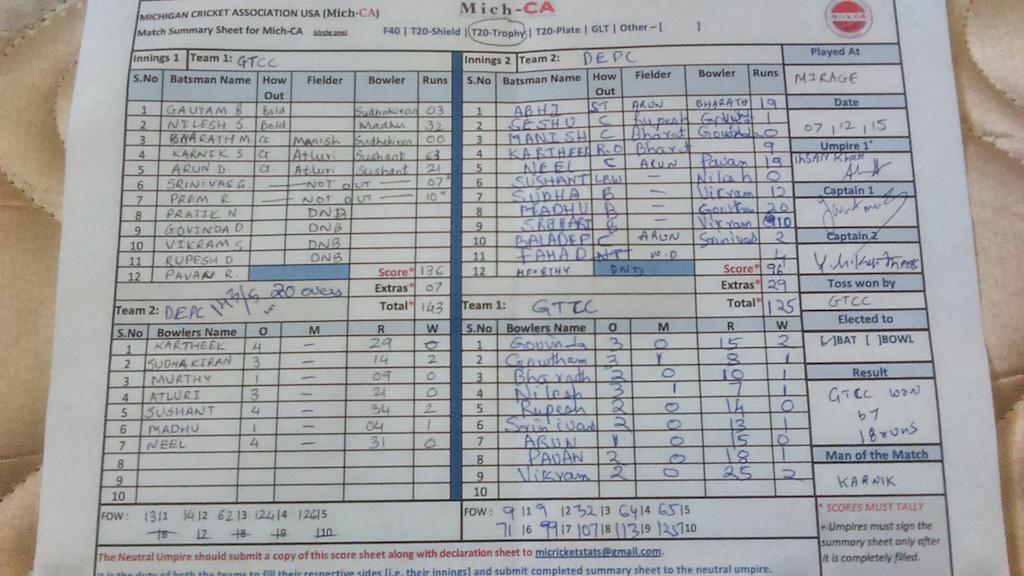 MICHIGAN CRICKET ASSOCIATION USA (Mich-CA)
Mich-CA
Match Summary Sheet for Mich-CA (circle one) F40 | T20-Shield | T20-Trophy | T20-Plate | GLT | Other – [ ]
Innings 1 Team 1: GTCC
S.No Batsman Name How Out Fielder Bowler Runs
1 GAUTAM B Bold Sudhakiran 03
2 NILESH S. Bold Madhu 32
3 BHARATH M c Manish Sudhakiran 00
4 KARNIK S Atluri Sushant 63
5 ARUN D. Atluri Sushant 21
6 SRINIVAS G. NOT OUT 07*
7 PREM R NOT OUT 10*
8 PRATIK N DNB
9 GOVINDA D DNB
10 VIKRAM S DNB
11 RUPESH D. DNB
12 PAVAN R.
Score* 136
Extras* 07
Total* 143
Team 2: DEPC 143/5 20 overs
S.No Bowlers Name O M R W
1 KARTHEEK 4 – 29 0
2 SUDHA KIRAN 3 – 14 2
3 MURTHY 1 – 09 0
4 ATLURI 3 – 21 0
5 SUSHANT 4 – 34 2
6 MADHU 1 – 04 1
7 NEEL 4 – 31 0
8
9
10
FOW: 13/1 14/2 62/3 124/4 126/5
/6 /7 /8 /9 /10
Innings 2 Team 2: DEPC
S.No Batsman Name How Out Fielder Bowler Runs
1 ABHI ST ARUN BHARATH 19
2 SESHU C Rupesh 1
3 MANISH C Bharat 0
4 KARTHEEK R.O Bharat 9
5 NEEL C ARUN Pavan 19
6 SUSHANT LBW – Nilesh 0
7 SUDHA B – Vikram 12
8 MADHU B – 20
9 B – Vikram 10
10 BALADEP C ARUN Srinivas 2
11 FAHAD 4
12 DND
Score* 96
Extras* 29
Total* 125
Team 1: GTCC
S.No Bowlers Name O M R W
1 Govinda 3 0 15 2
2 Gowtham 3 1 8 1
3 Bharath 2 0 10 1
4 Nilesh 3 1 7 1
5 Rupesh 2 0 14 0
6 Srinivas 2 0 13 1
7 ARUN 1 0 15 0
8 PAVAN 2 0 18 1
9 Vikram 2 0 25 2
10
FOW: 9/1 9/2 32/3 64/4 65/5
71/6 99/7 107/8 113/9 125/10
Played At
MIRAGE
Date
07/12/15
Umpire 1*
IHSAN Khan
Captain 1
Captain 2
Toss won by
GTCC
Elected to
[✓]BAT [ ]BOWL
Result
GTCC won
by
18 runs
Man of the Match
KARNIK
* SCORES MUST TALLY
Umpires must sign the
summary sheet only after
it is completely filled.
The Neutral Umpire should submit a copy of this score sheet along with declaration sheet to micricketstats@gmail.com.
It is the duty of both the teams to fill their respective sides [i.e. their innings] and submit completed summary sheet to the neutral umpire.